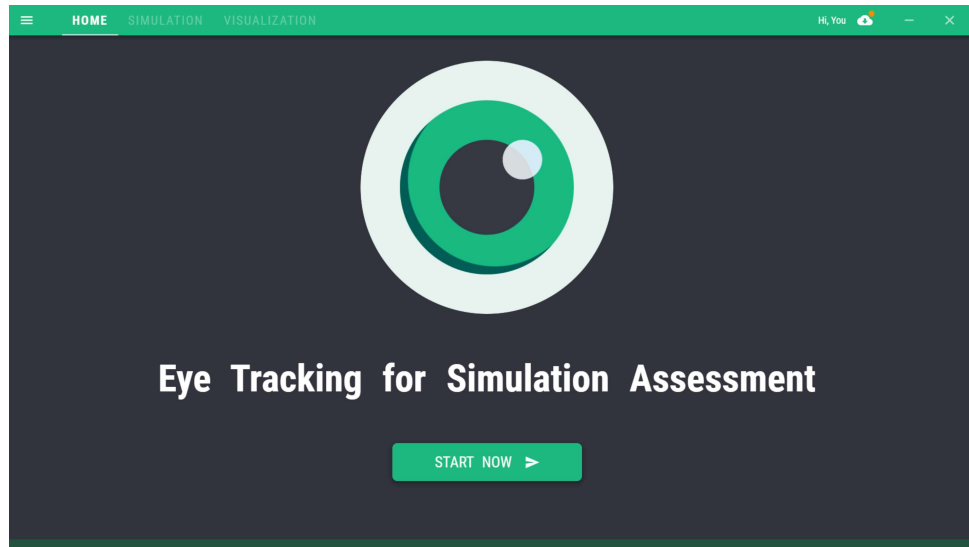 HOME SIMULATION VISUALIZATION Hi, You
Eye Tracking for Simulation Assessment
START NOW